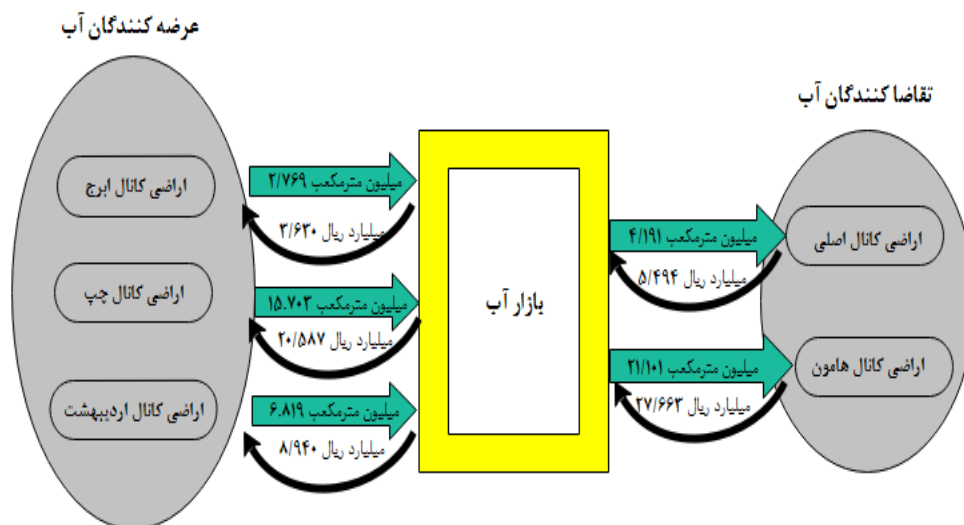 عرضه کنندگان آب
تقاضا کنندگان آب
اراضی کانال ابرج
۲/۷۶۹ میلیون مترمکعب
۳/۶۳۰ میلیارد ریال
اراضی کانال چپ
۱۵.۷۰۳ میلیون مترمکعب
۲۰/۵۸۷ میلیارد ریال
اراضی کانال اردیبهشت
۶.۸۱۹ میلیون مترمکعب
۸/۹۴۰ میلیارد ریال
بازار آب
۴/۱۹۱ میلیون مترمکعب
۵/۴۹۴ میلیارد ریال
اراضی کانال اصلی
۲۱/۱۰۱ میلیون مترمکعب
۲۷/۶۶۳ میلیارد ریال
اراضی کانال هامون